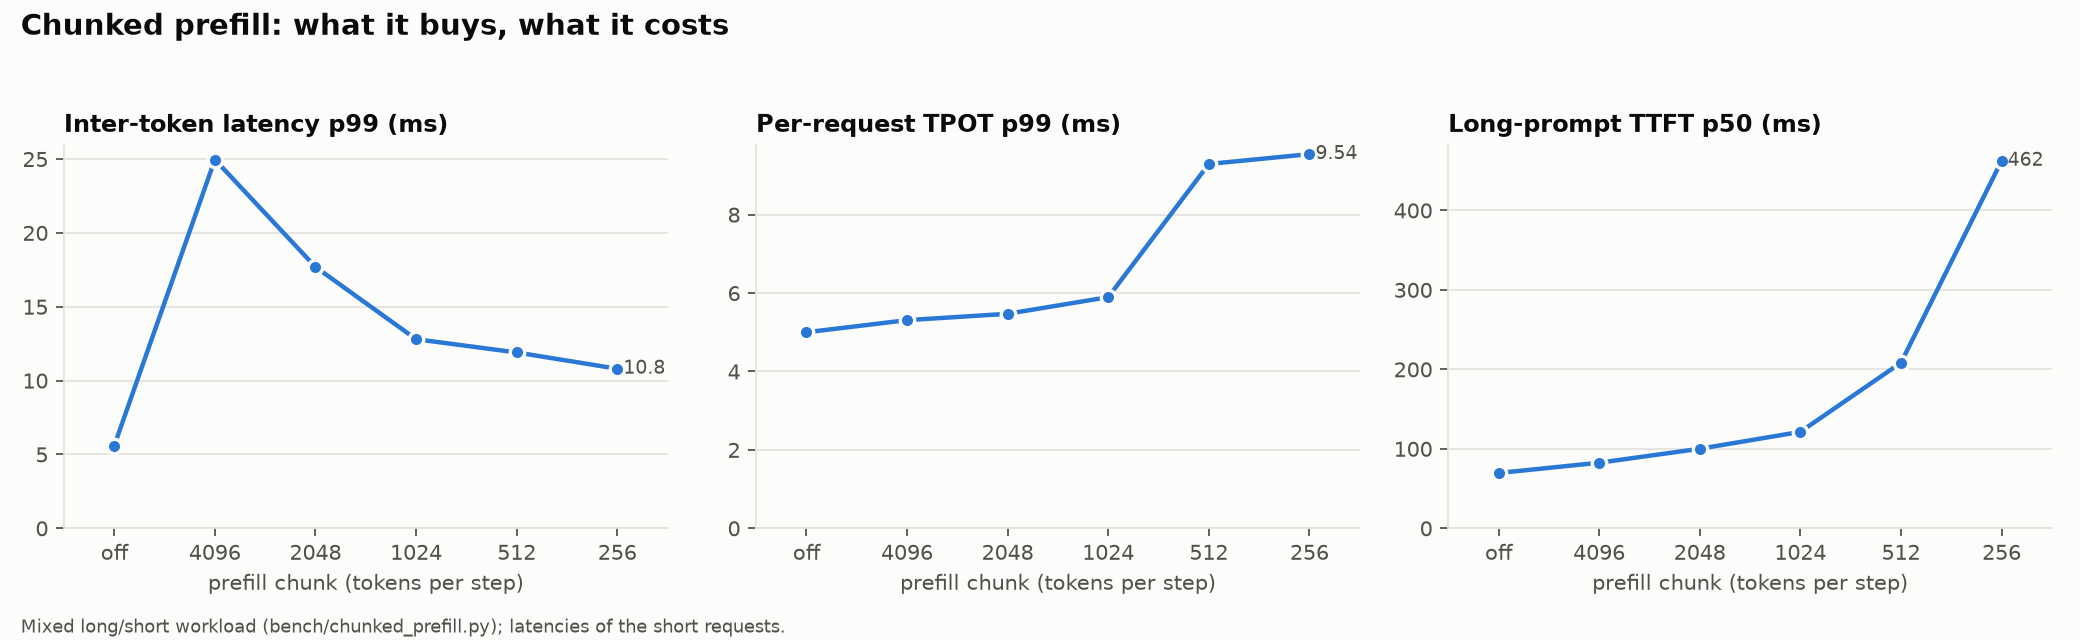 Chunked prefill: what it buys, what it costs
Inter-token latency p99 (ms)
25
20
15
10
5
0
10.8
off 4096 2048 1024 512 256
prefill chunk (tokens per step)
Per-request TPOT p99 (ms)
8
6
4
2
0
9.54
off 4096 2048 1024 512 256
prefill chunk (tokens per step)
Long-prompt TTFT p50 (ms)
400
300
200
100
0
462
off 4096 2048 1024 512 256
prefill chunk (tokens per step)
Mixed long/short workload (bench/chunked_prefill.py); latencies of the short requests.